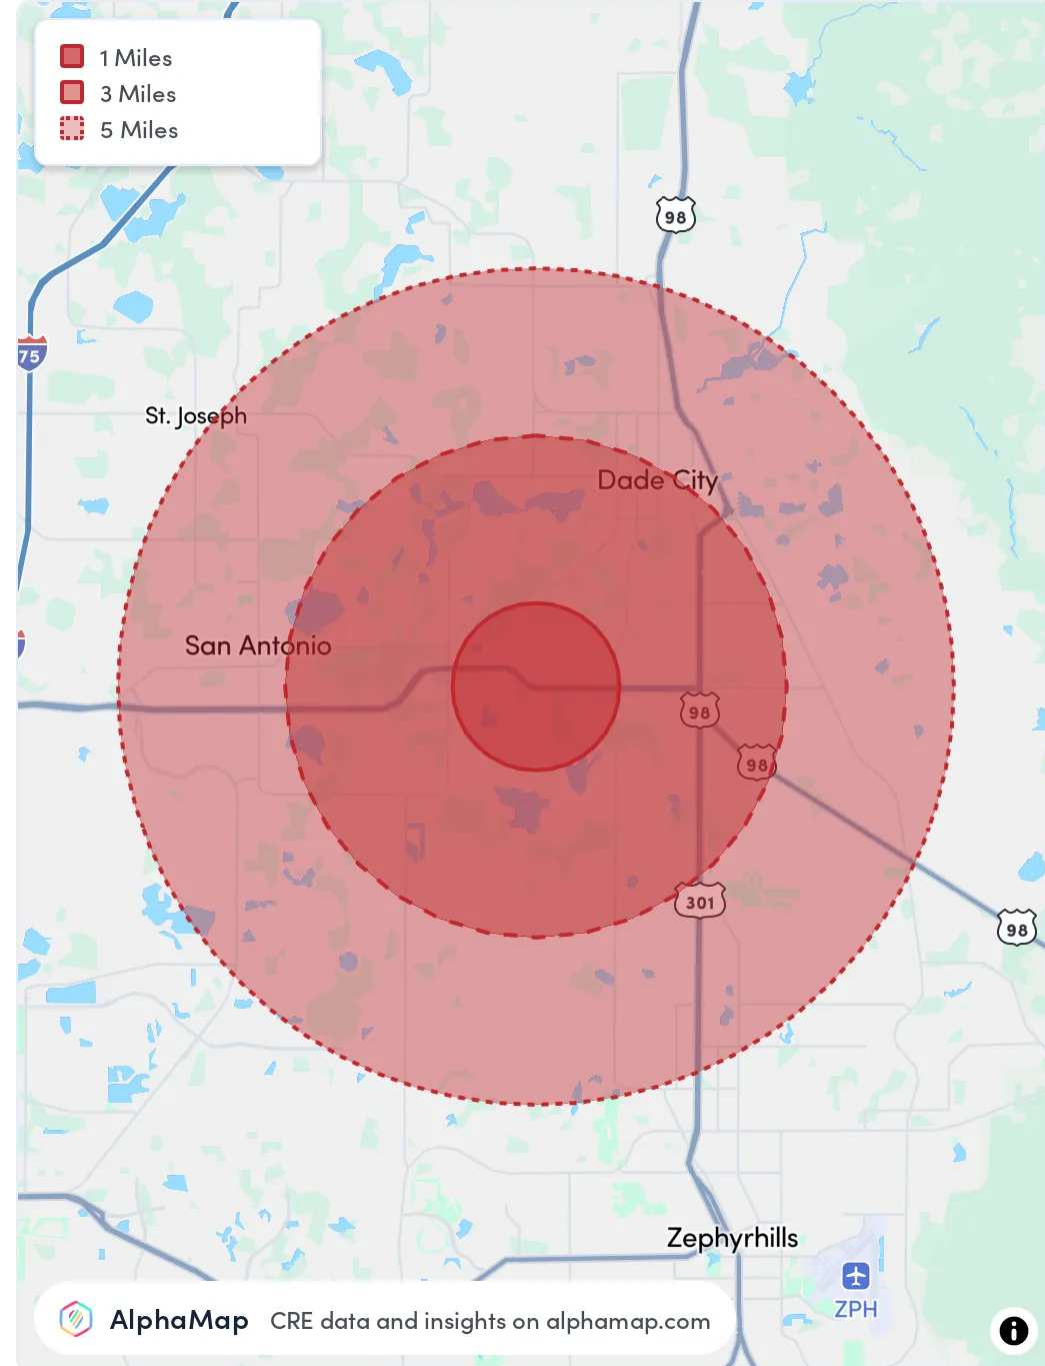 1 Miles
3 Miles
5 Miles
98
75
St. Joseph
Dade City
San Antonio
98
98
301
98
Zephyrhills
ZPH
AlphaMap CRE data and insights on alphamap.com